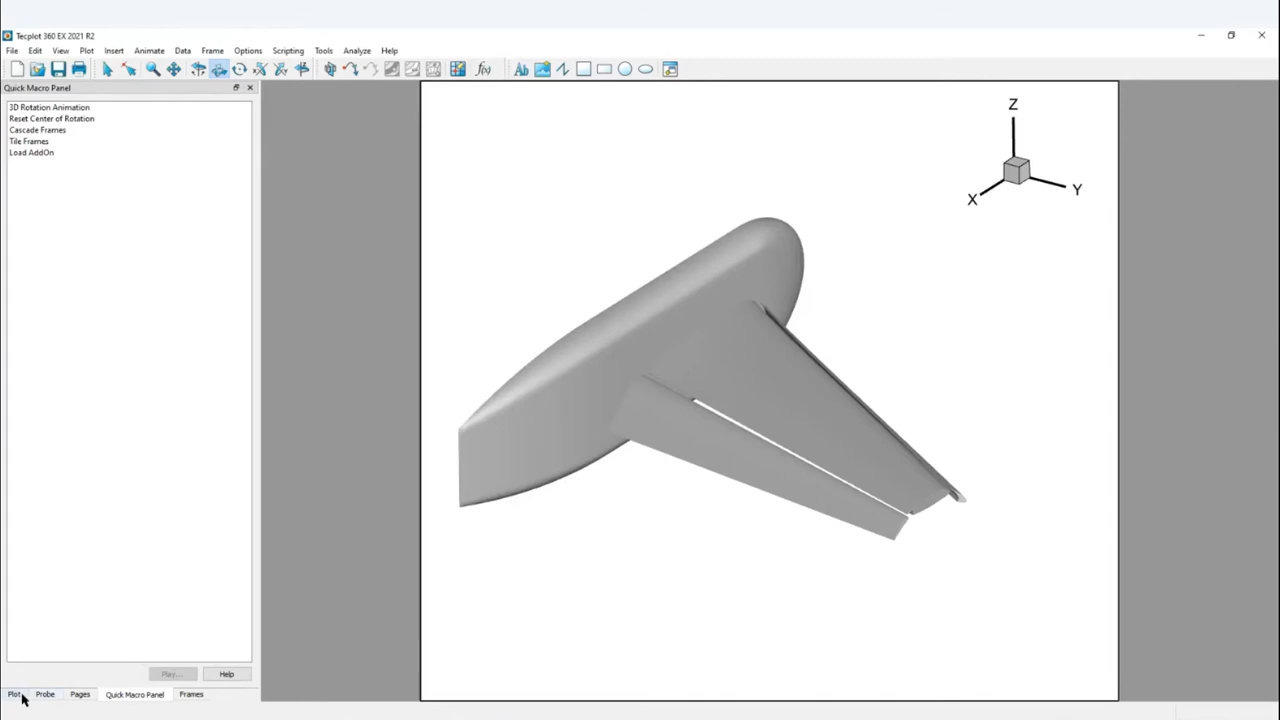 Tecplot 360 EX 2021 R2
File Edit View Plot Insert Animate Data Frame Options Scripting Tools Analyze Help
f(x) Ab
Quick Macro Panel
3D Rotation Animation
Reset Center of Rotation
Cascade Frames
Tile Frames
Load AddOn
Z
X
Y
Play... Help
Plot Probe Pages Quick Macro Panel Frames